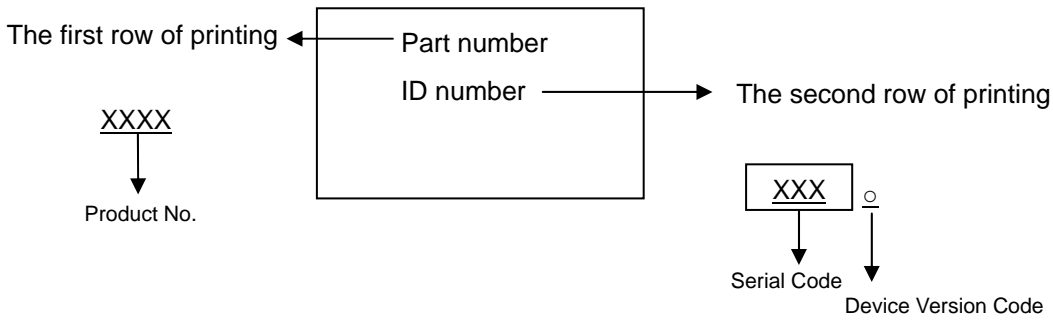 The first row of printing
Part number
ID number
The second row of printing
XXXX
Product No.
XXX ○
Serial Code
Device Version Code